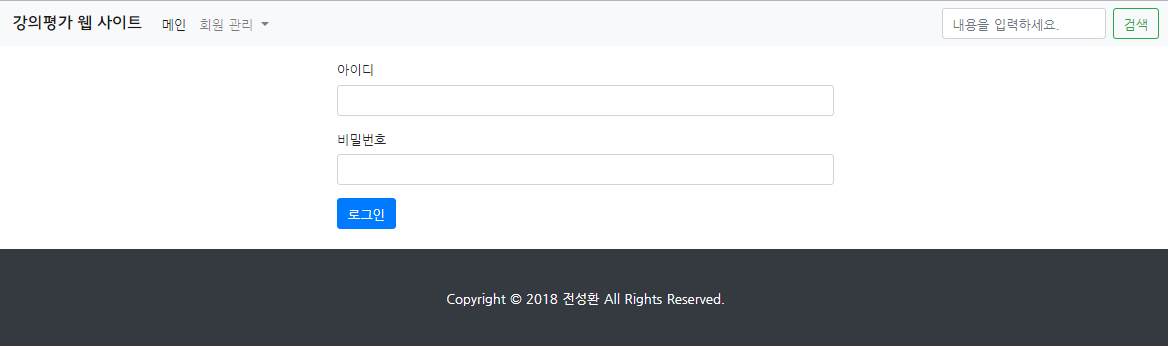 강의평가 웹 사이트 메인 회원 관리 내용을 입력하세요. 검색
아이디
비밀번호
로그인
Copyright © 2018 전성환 All Rights Reserved.